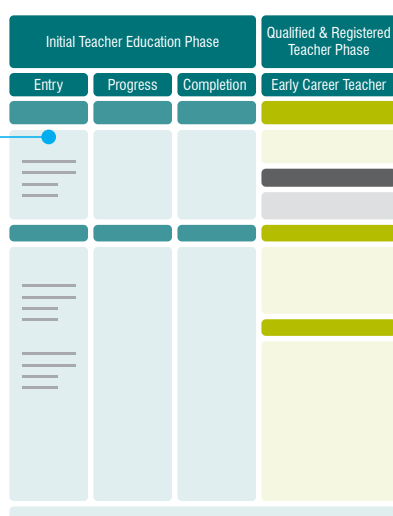 Initial Teacher Education Phase
Qualified & Registered
Teacher Phase
Entry
Progress
Completion
Early Career Teacher